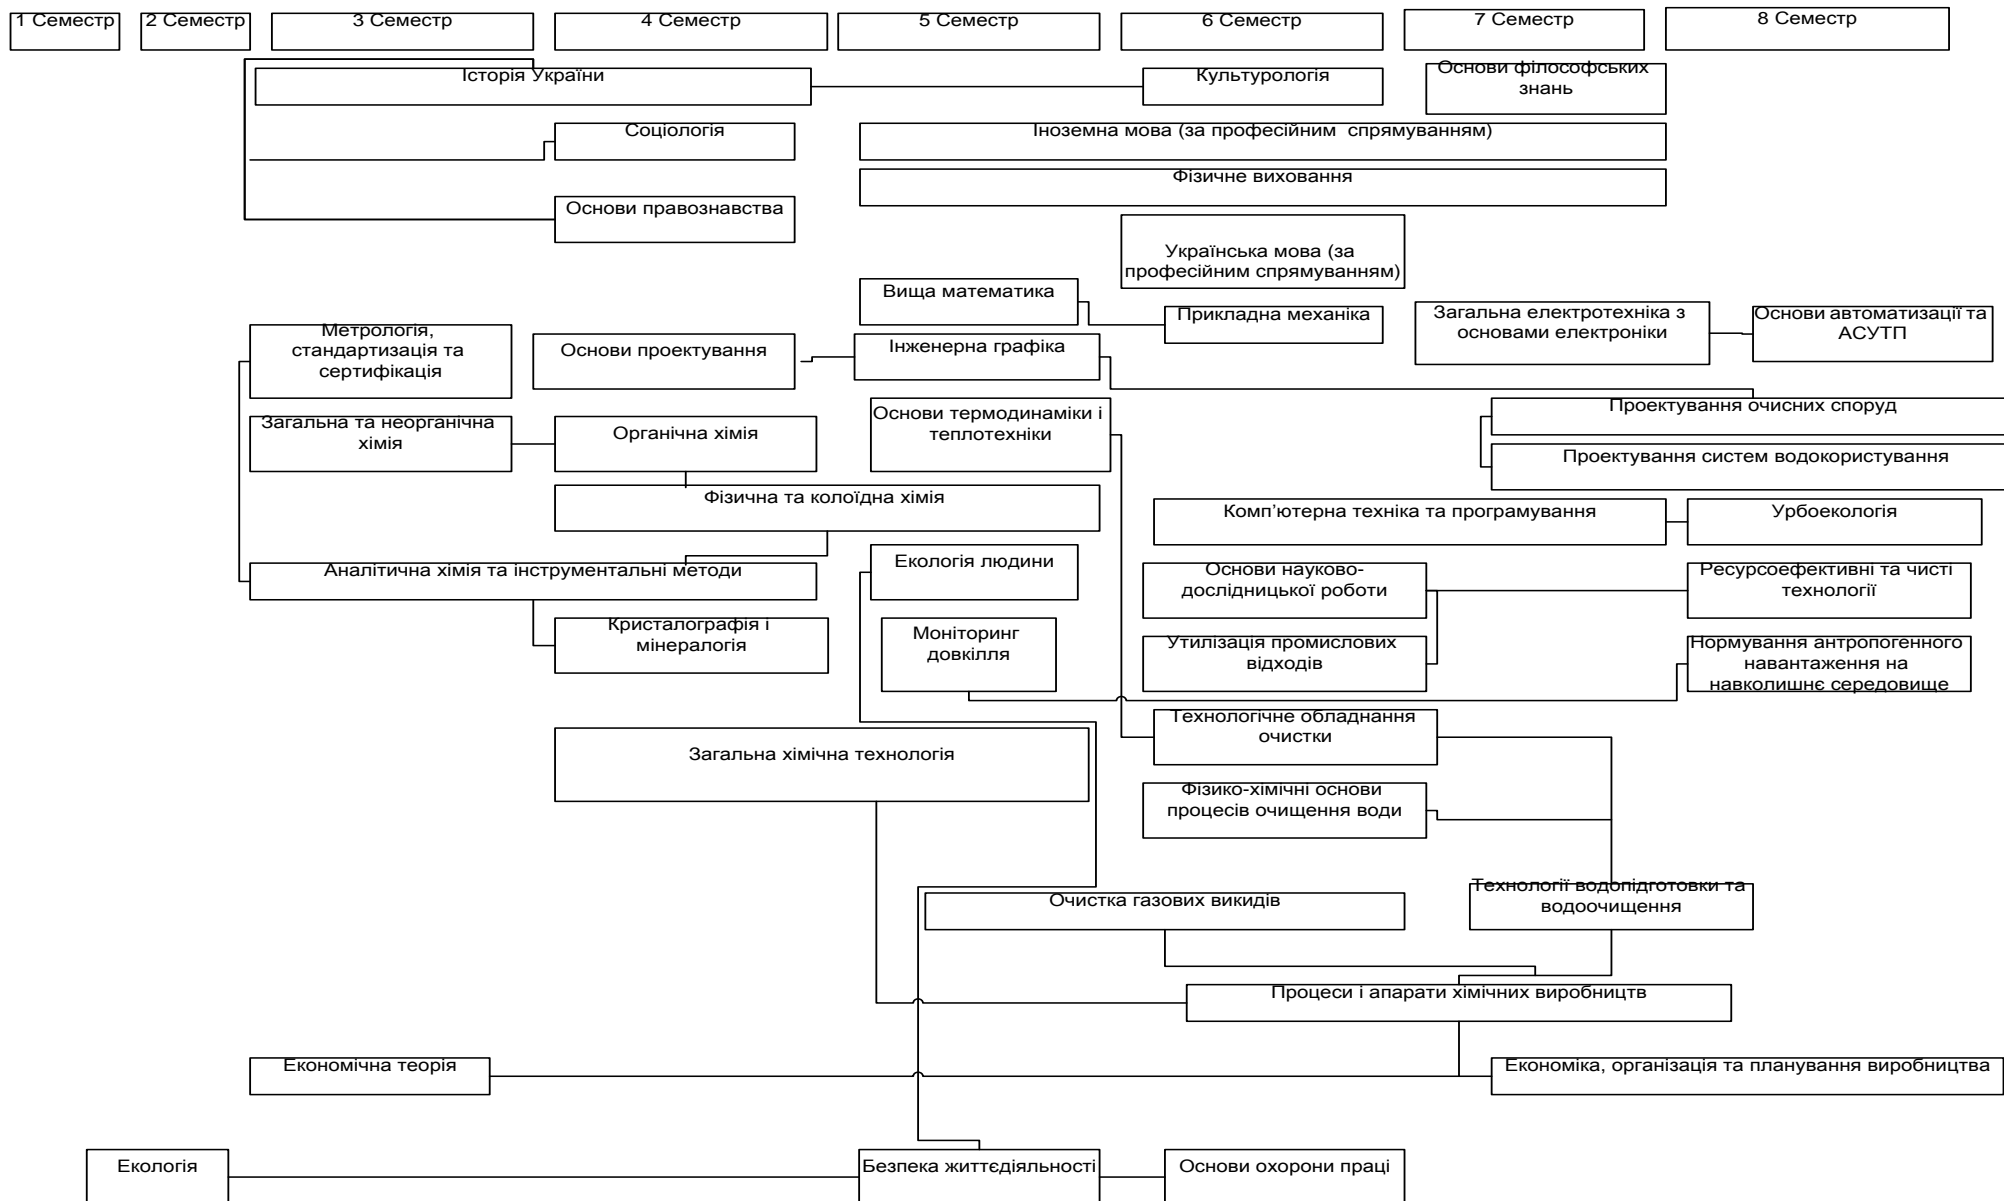 1 Семестр
2 Семестр
3 Семестр
4 Семестр
5 Семестр
6 Семестр
7 Семестр
8 Семестр
Історія України
Культурологія
Основи філософських
знань
Соціологія
Іноземна мова (за професійним  спрямуванням)
Фізичне виховання
Основи правознавства
Українська мова (за
професійним спрямуванням)
Вища математика
Прикладна механіка
Загальна електротехніка з
основами електроніки
Основи автоматизації та
АСУТП
Метрологія,
стандартизація та
сертифікація
Основи проектування
Інженерна графіка
Основи термодинаміки і
теплотехніки
Проектування очисних споруд
Загальна та неорганічна
хімія
Органічна хімія
Проектування систем водокористування
Фізична та колоїдна хімія
Комп’ютерна техніка та програмування
Урбоекологія
Екологія людини
Аналітична хімія та інструментальні методи
Основи науково-
дослідницької роботи
Ресурсоефективні та чисті
технології
Кристалографія і
мінералогія
Моніторинг
довкілля
Утилізація промислових
відходів
Нормування антропогенного
навантаження на
навколишнє середовище
Технологічне обладнання
очистки
Загальна хімічна технологія
Фізико-хімічні основи
процесів очищення води
Очистка газових викидів
Технології водопідготовки та
водоочищення
Процеси і апарати хімічних виробництв
Економічна теорія
Економіка, організація та планування виробництва
Екологія
Безпека життєдіяльності
Основи охорони праці